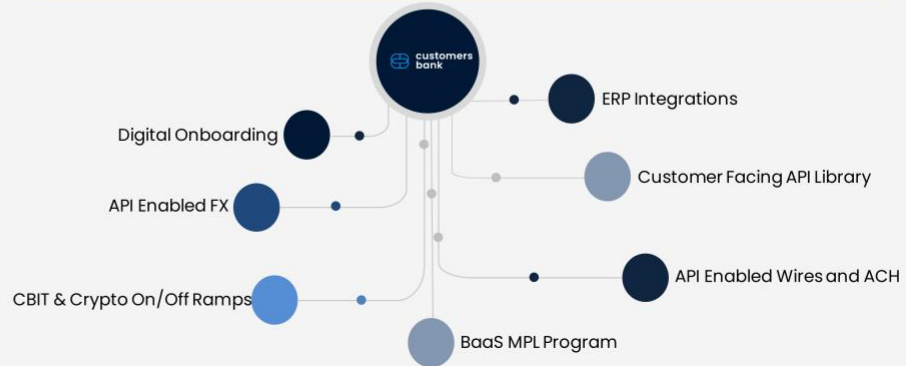 customers
bank
ERP Integrations
Digital Onboarding
Customer Facing API Library
API Enabled FX
API Enabled Wires and ACH
CBIT & Crypto On/Off Ramps
BaaS MPL Program